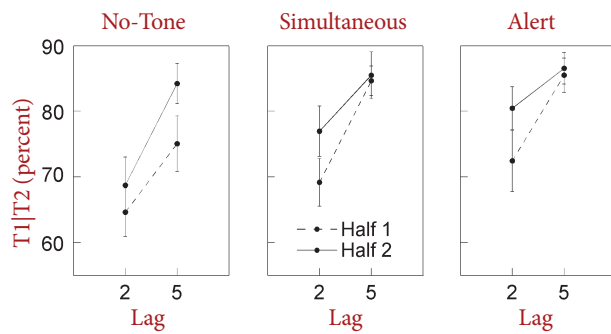 No-Tone Simultaneous Alert
90
80
70
60
T1|T2 (percent)
Half 1
Half 2
2 5 2 5 2 5
Lag Lag Lag